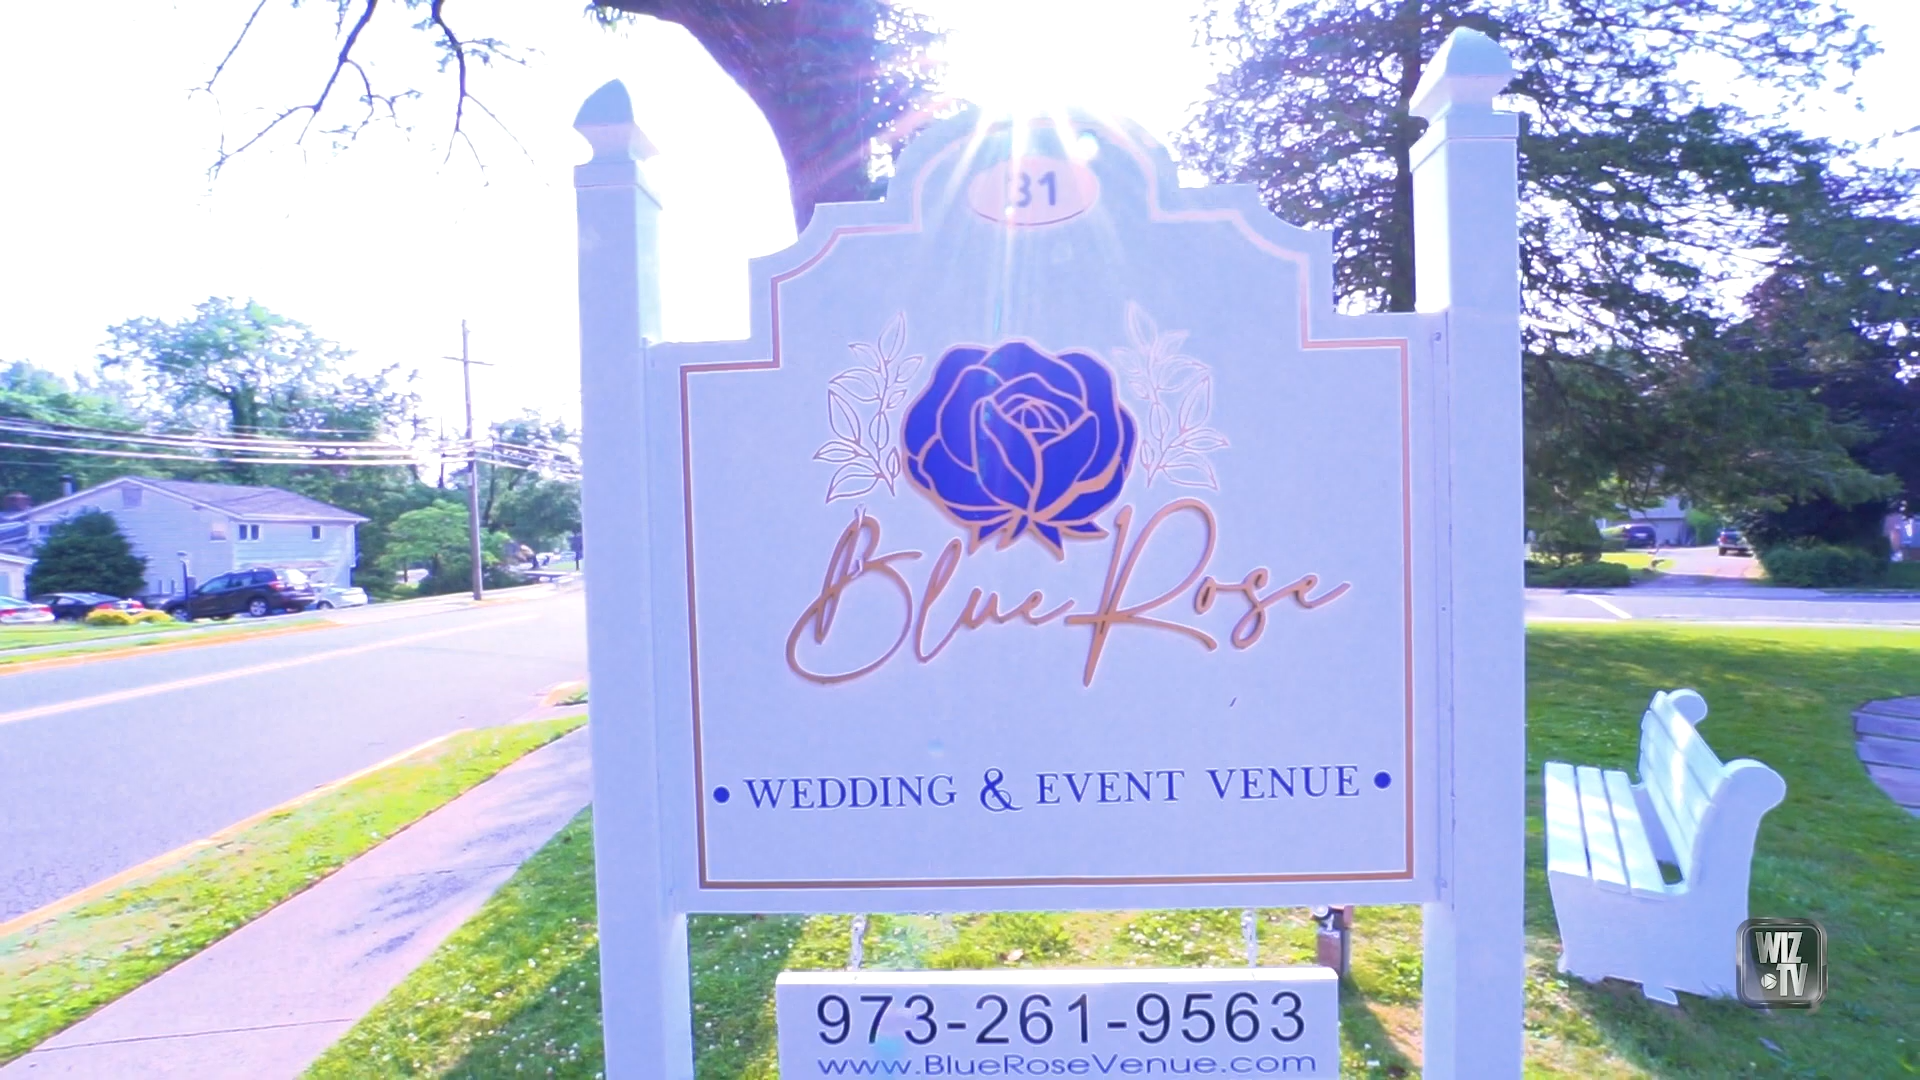 31
Blue Rose
• WEDDING & EVENT VENUE •
973-261-9563
www.BlueRoseVenue.com
WIZ
TV